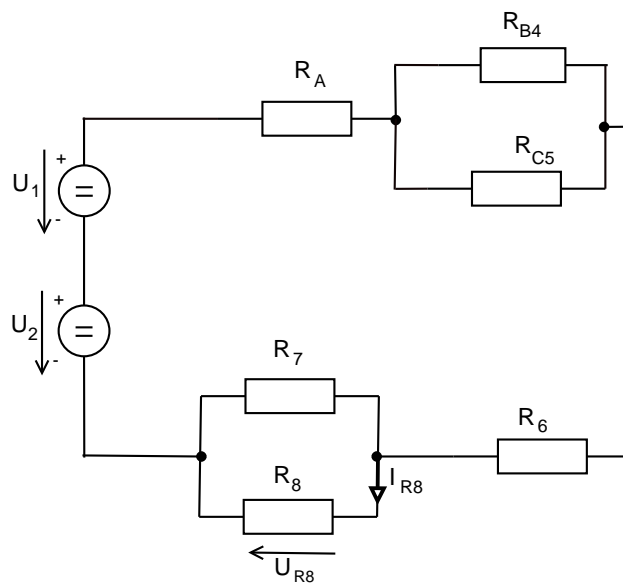 R_B4
R_A
R_C5
+
U_1
=
-
+
U_2
=
-
R_7
R_6
R_8
I_R8
U_R8